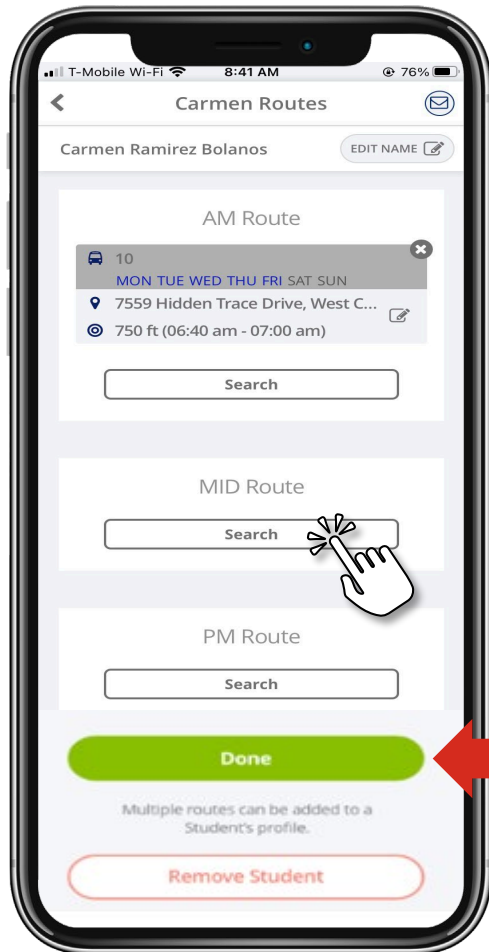 T-Mobile Wi-Fi 8:41 AM 76%
Carmen Routes
Carmen Ramirez Bolanos EDIT NAME
AM Route
10
MON TUE WED THU FRI SAT SUN
7559 Hidden Trace Drive, West C...
750 ft (06:40 am - 07:00 am)
Search
MID Route
Search
PM Route
Search
Done
Multiple routes can be added to a
Student's profile.
Remove Student